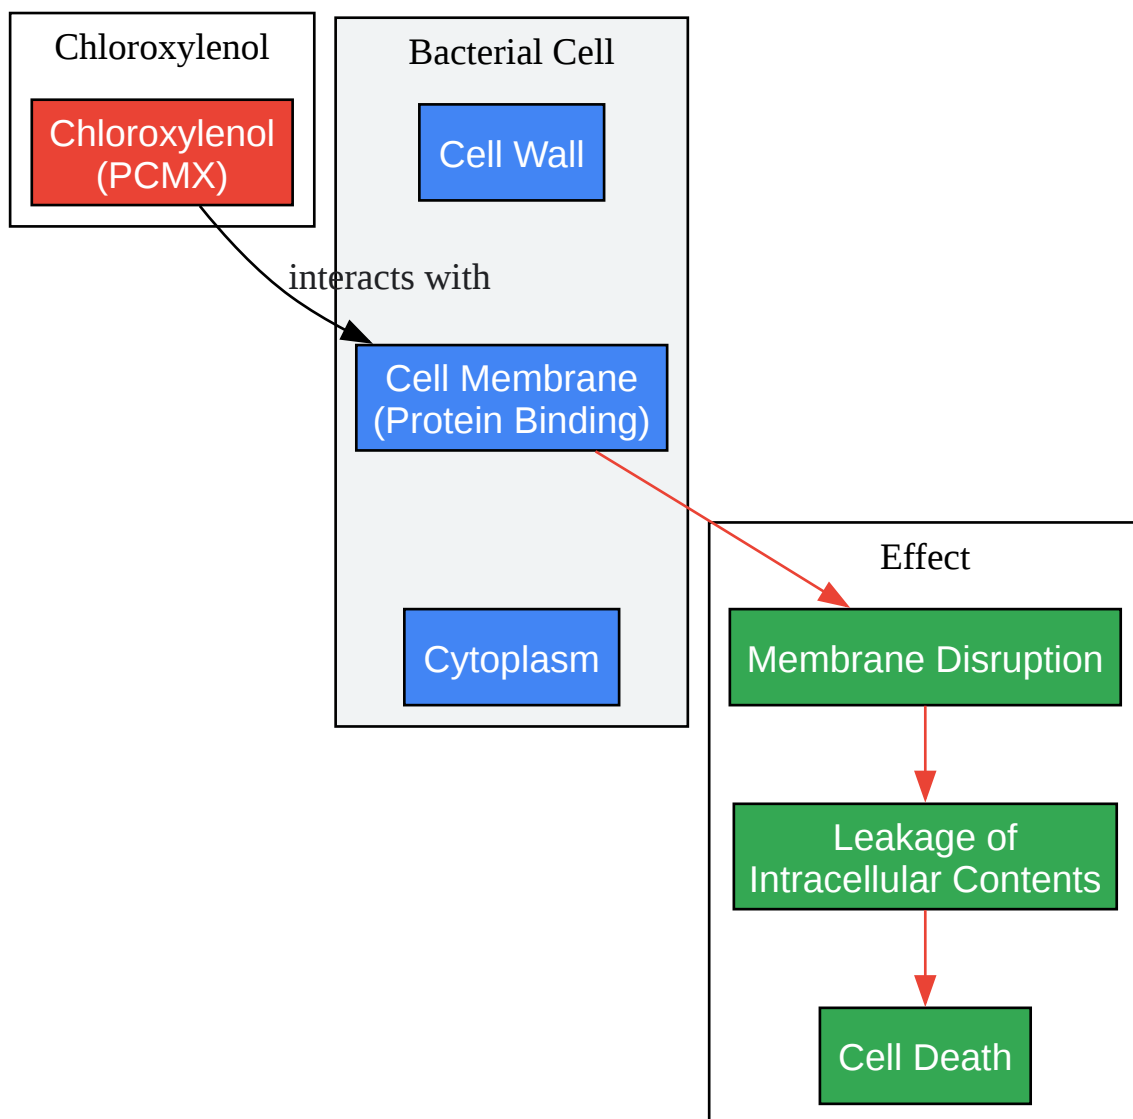 Chloroxylenol
Chloroxylenol
(PCMX)
Bacterial Cell
Cell Wall
interacts with
Cell Membrane
(Protein Binding)
Cytoplasm
Effect
Membrane Disruption
Leakage of
Intracellular Contents
Cell Death